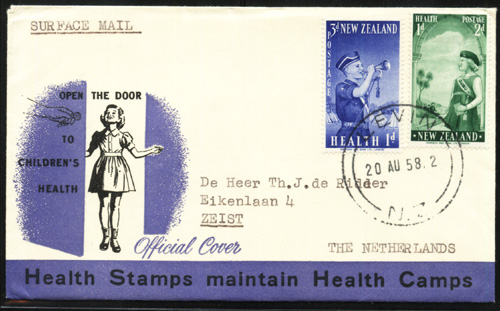 SURFACE MAIL
OPEN THE DOOR
TO
CHILDREN'S
HEALTH
3d NEW ZEALAND
POSTAGE
HEALTH 1d
HEALTH POSTAGE
1d 2d
NEW ZEALAND
20 AU 58.2
N.Z
De Heer Th.J.de Ridder
Eikenlaan 4
ZEIST
THE NETHERLANDS
Official Cover
Health Stamps maintain Health Camps